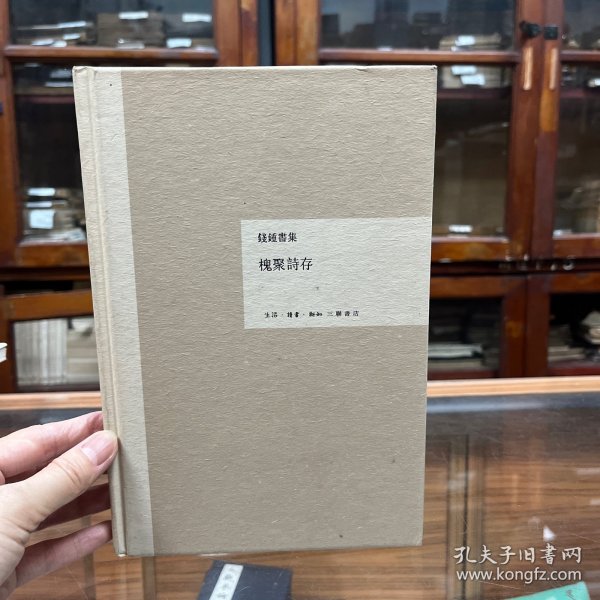 錢鍾書集
槐聚詩存
生活·讀書·新知 三聯書店
孔夫子旧书网
www.kongfz.com